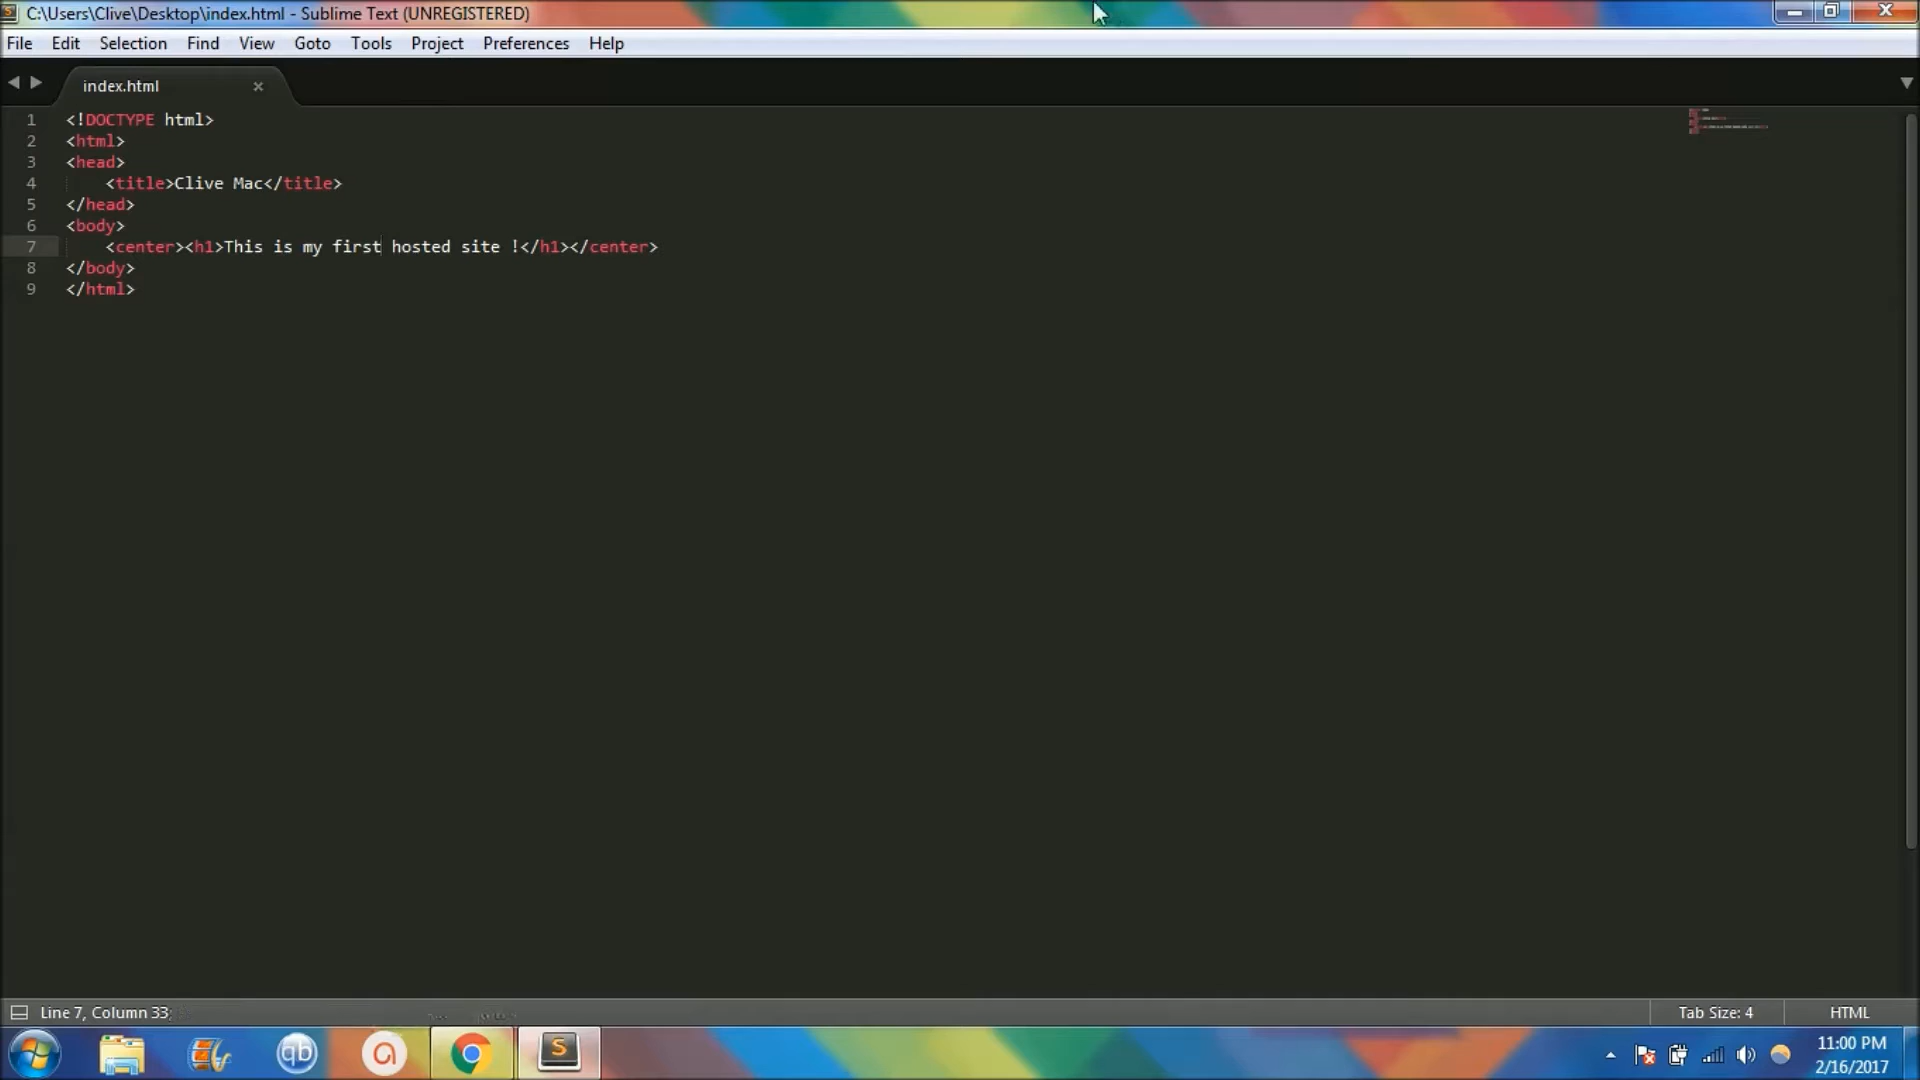 C:\Users\Clive\Desktop\index.html - Sublime Text (UNREGISTERED)
File Edit Selection Find View Goto Tools Project Preferences Help
index.html
1 <!DOCTYPE html>
2 <html>
3 <head>
4 <title>Clive Mac</title>
5 </head>
6 <body>
7 <center><h1>This is my first hosted site !</h1></center>
8 </body>
9 </html>
Line 7, Column 33 Tab Size: 4 HTML
qb a S 11:00 PM
2/16/2017